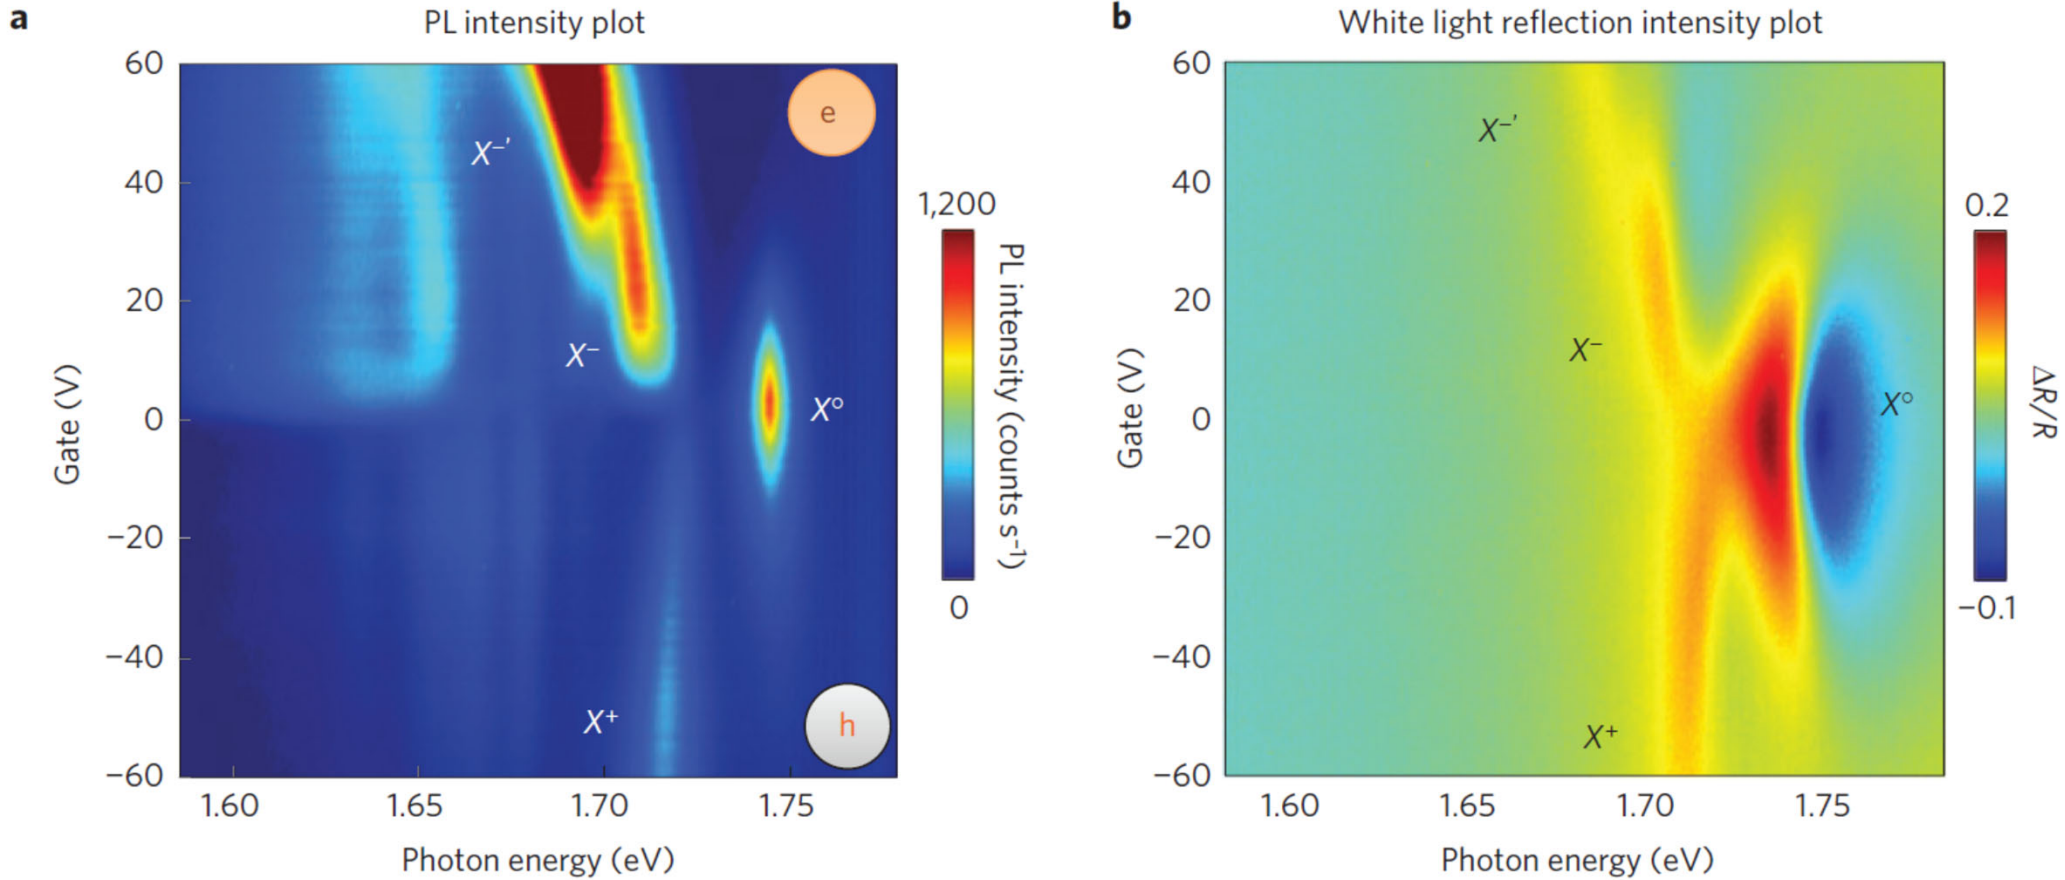 a
PL intensity plot
60
40
20
0
−20
−40
−60
Gate (V)
1.60
1.65
1.70
1.75
Photon energy (eV)
X−’
X−
X°
X+
e
h
1,200
PL intensity (counts s−1)
0
b
White light reflection intensity plot
60
40
20
0
−20
−40
−60
Gate (V)
1.60
1.65
1.70
1.75
Photon energy (eV)
X−’
X−
X°
X+
0.2
ΔR/R
−0.1